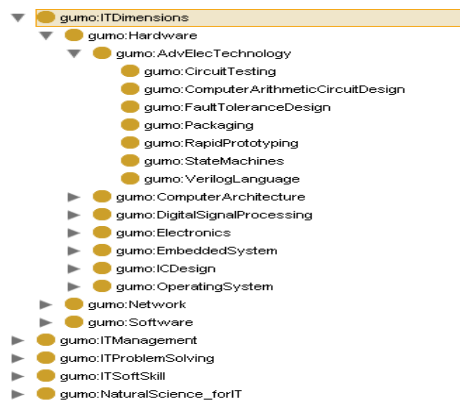 gumo:ITDimensions
gumo:Hardware
gumo:AdvElecTechnology
gumo:CircuitTesting
gumo:ComputerArithmeticCircuitDesign
gumo:FaultToleranceDesign
gumo:Packaging
gumo:RapidPrototyping
gumo:StateMachines
gumo:VerilogLanguage
gumo:ComputerArchitecture
gumo:DigitalSignalProcessing
gumo:Electronics
gumo:EmbeddedSystem
gumo:ICDesign
gumo:OperatingSystem
gumo:Network
gumo:Software
gumo:ITManagement
gumo:ITProblemSolving
gumo:ITSoftSkill
gumo:NaturalScience_forIT